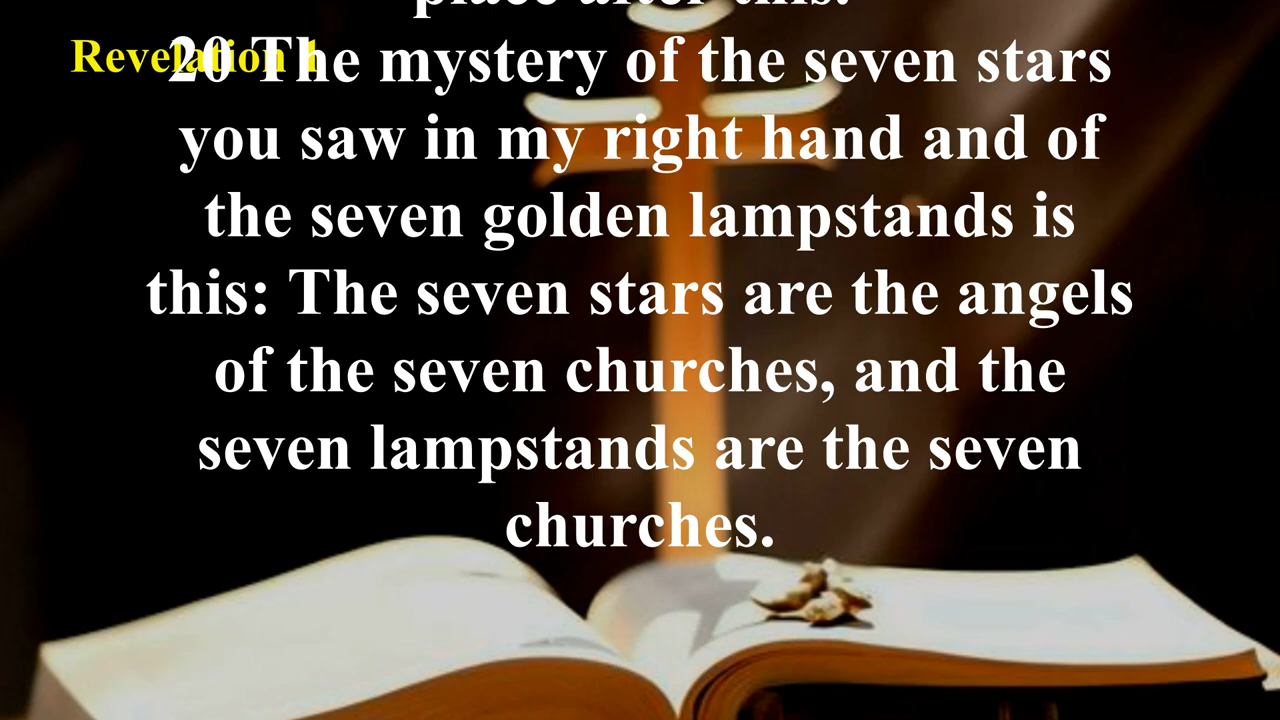 place after this.
Revelation 1
20 The mystery of the seven stars
you saw in my right hand and of
the seven golden lampstands is
this: The seven stars are the angels
of the seven churches, and the
seven lampstands are the seven
churches.